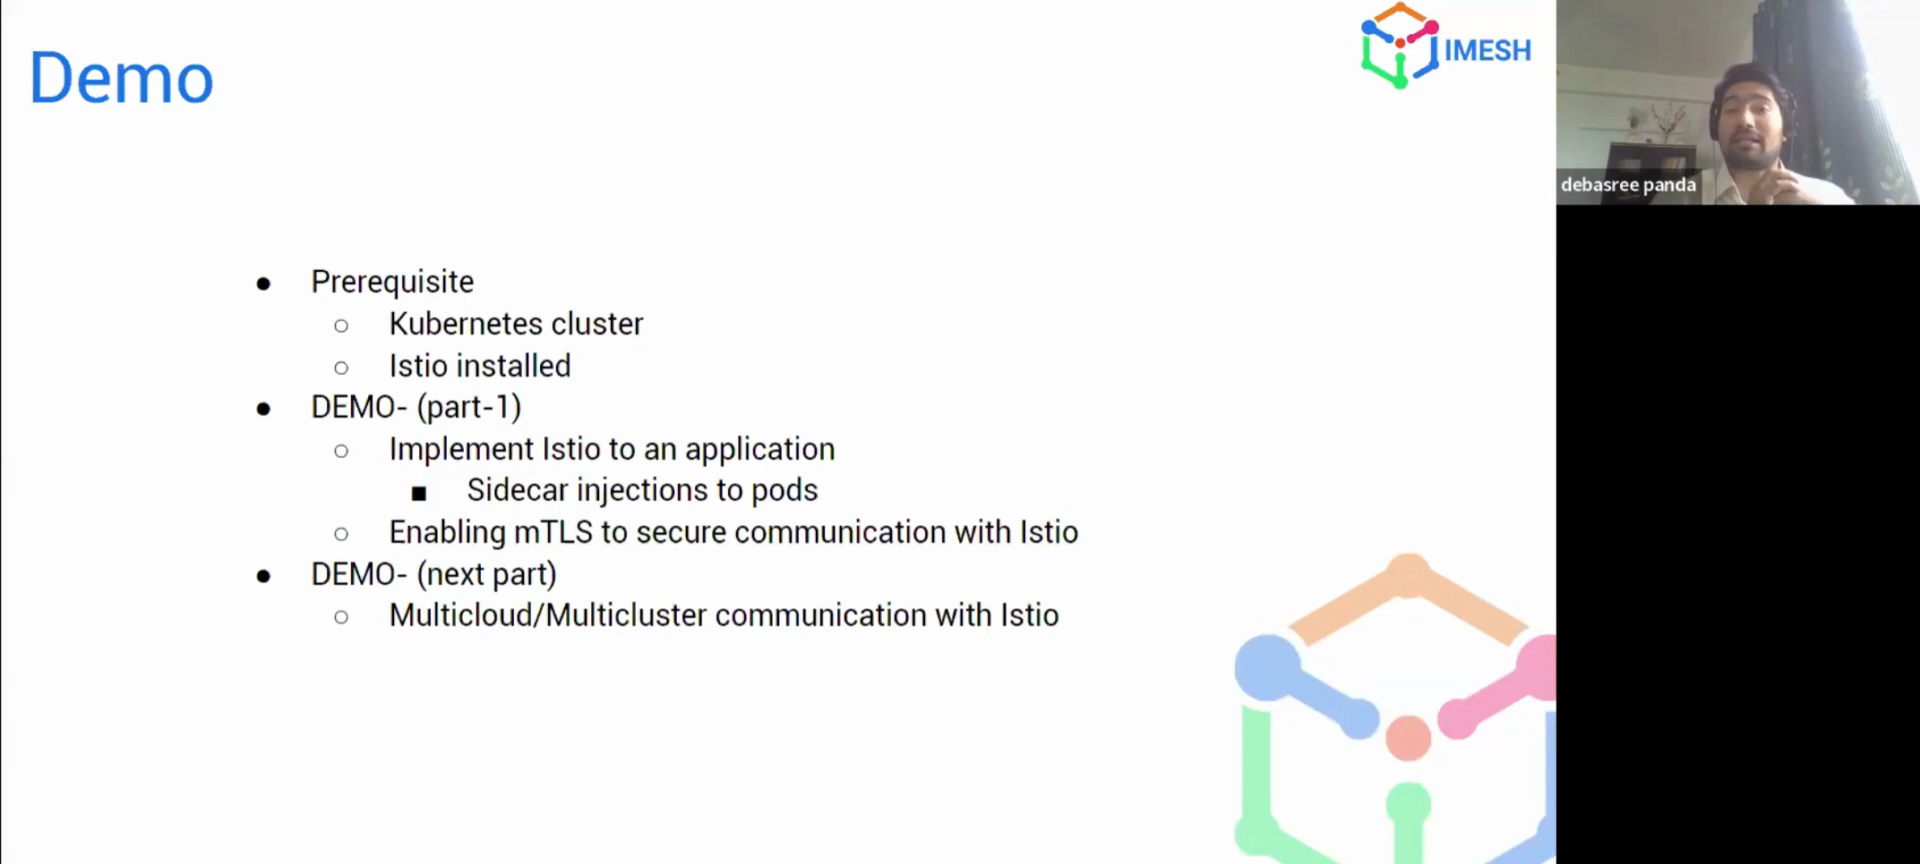 Demo
IMESH
debasree panda
● Prerequisite
○ Kubernetes cluster
○ Istio installed
● DEMO- (part-1)
○ Implement Istio to an application
■ Sidecar injections to pods
○ Enabling mTLS to secure communication with Istio
● DEMO- (next part)
○ Multicloud/Multicluster communication with Istio